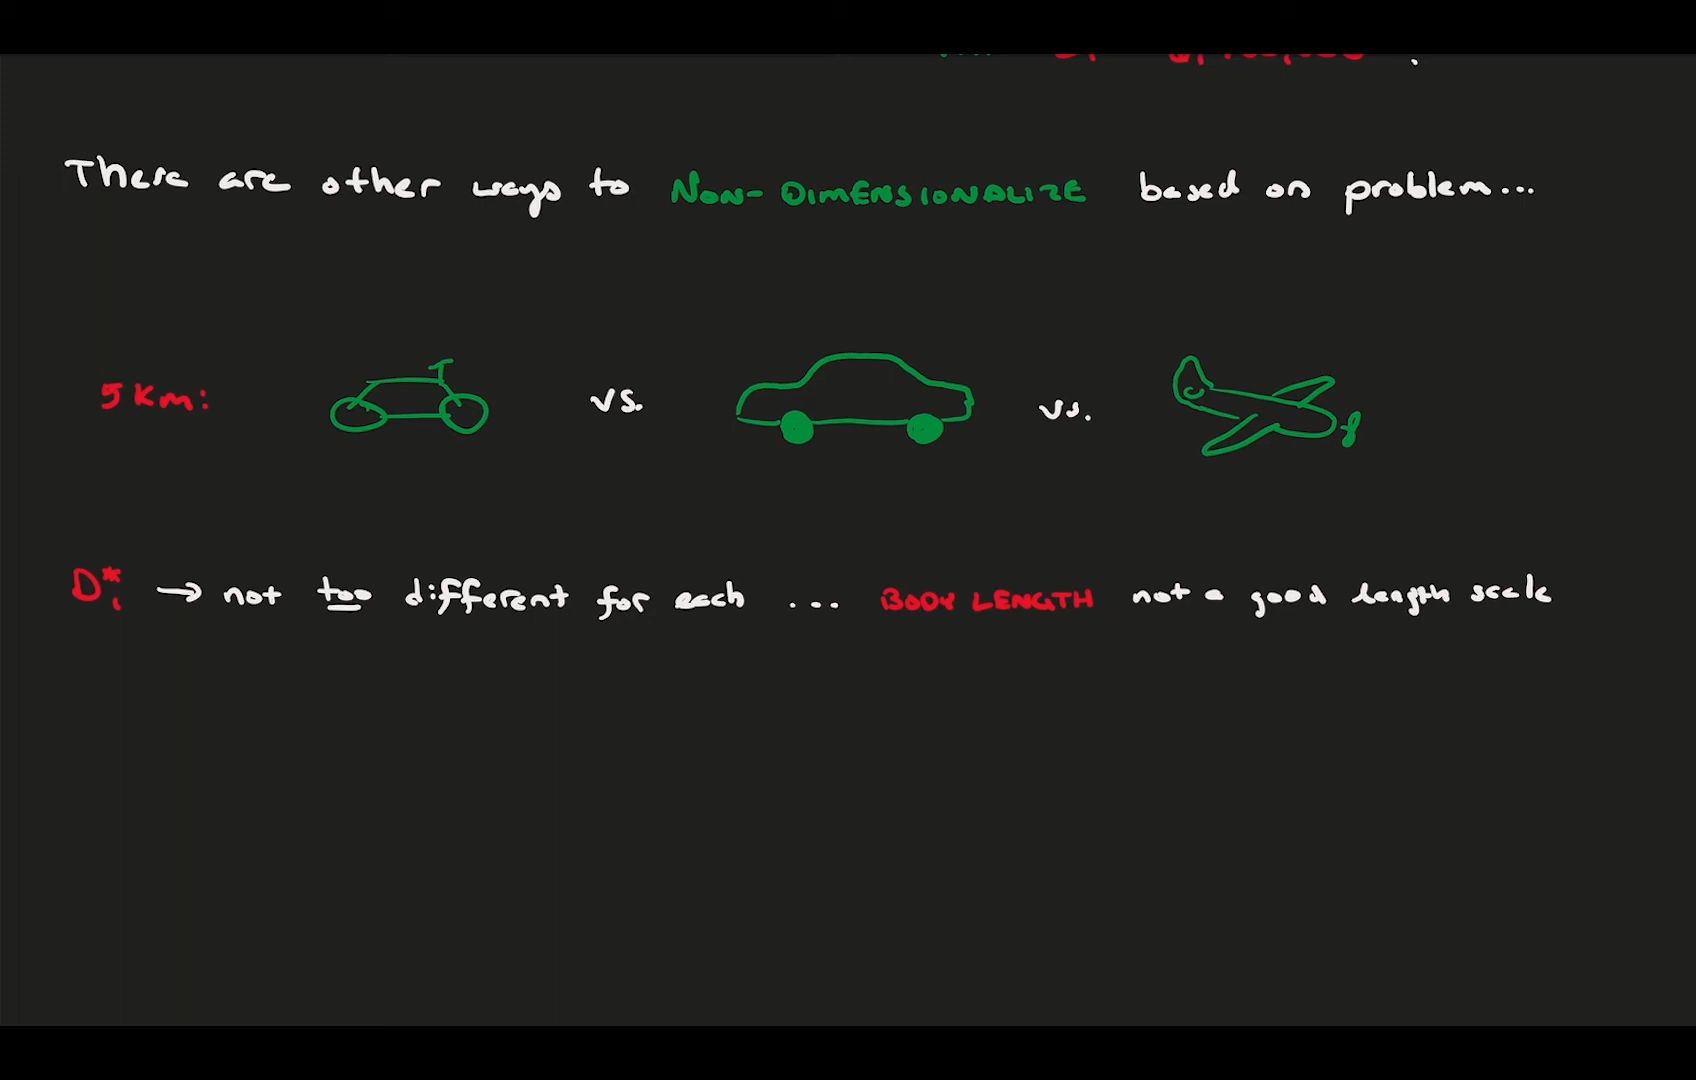 There are other ways to NON-DIMENSIONALIZE based on problem...
5 Km: vs. vs.
D*₁ → not too different for each ... BODY LENGTH not a good length scale